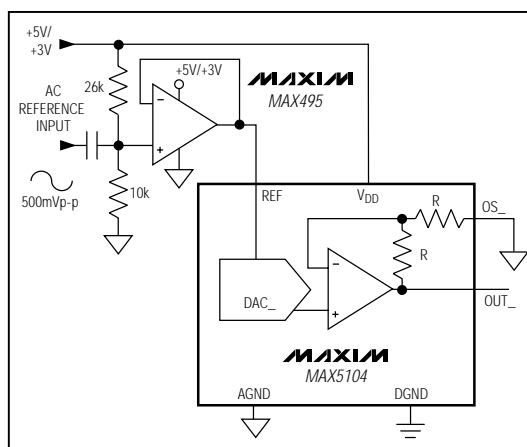 +5V/
+3V
26k
AC
REFERENCE
INPUT
500mVp-p
10k
+5V/+3V
−
+
MAXIM
MAX495
REF
VDD
R
OS_
R
−
+
DAC_
OUT_
MAXIM
MAX5104
AGND
DGND